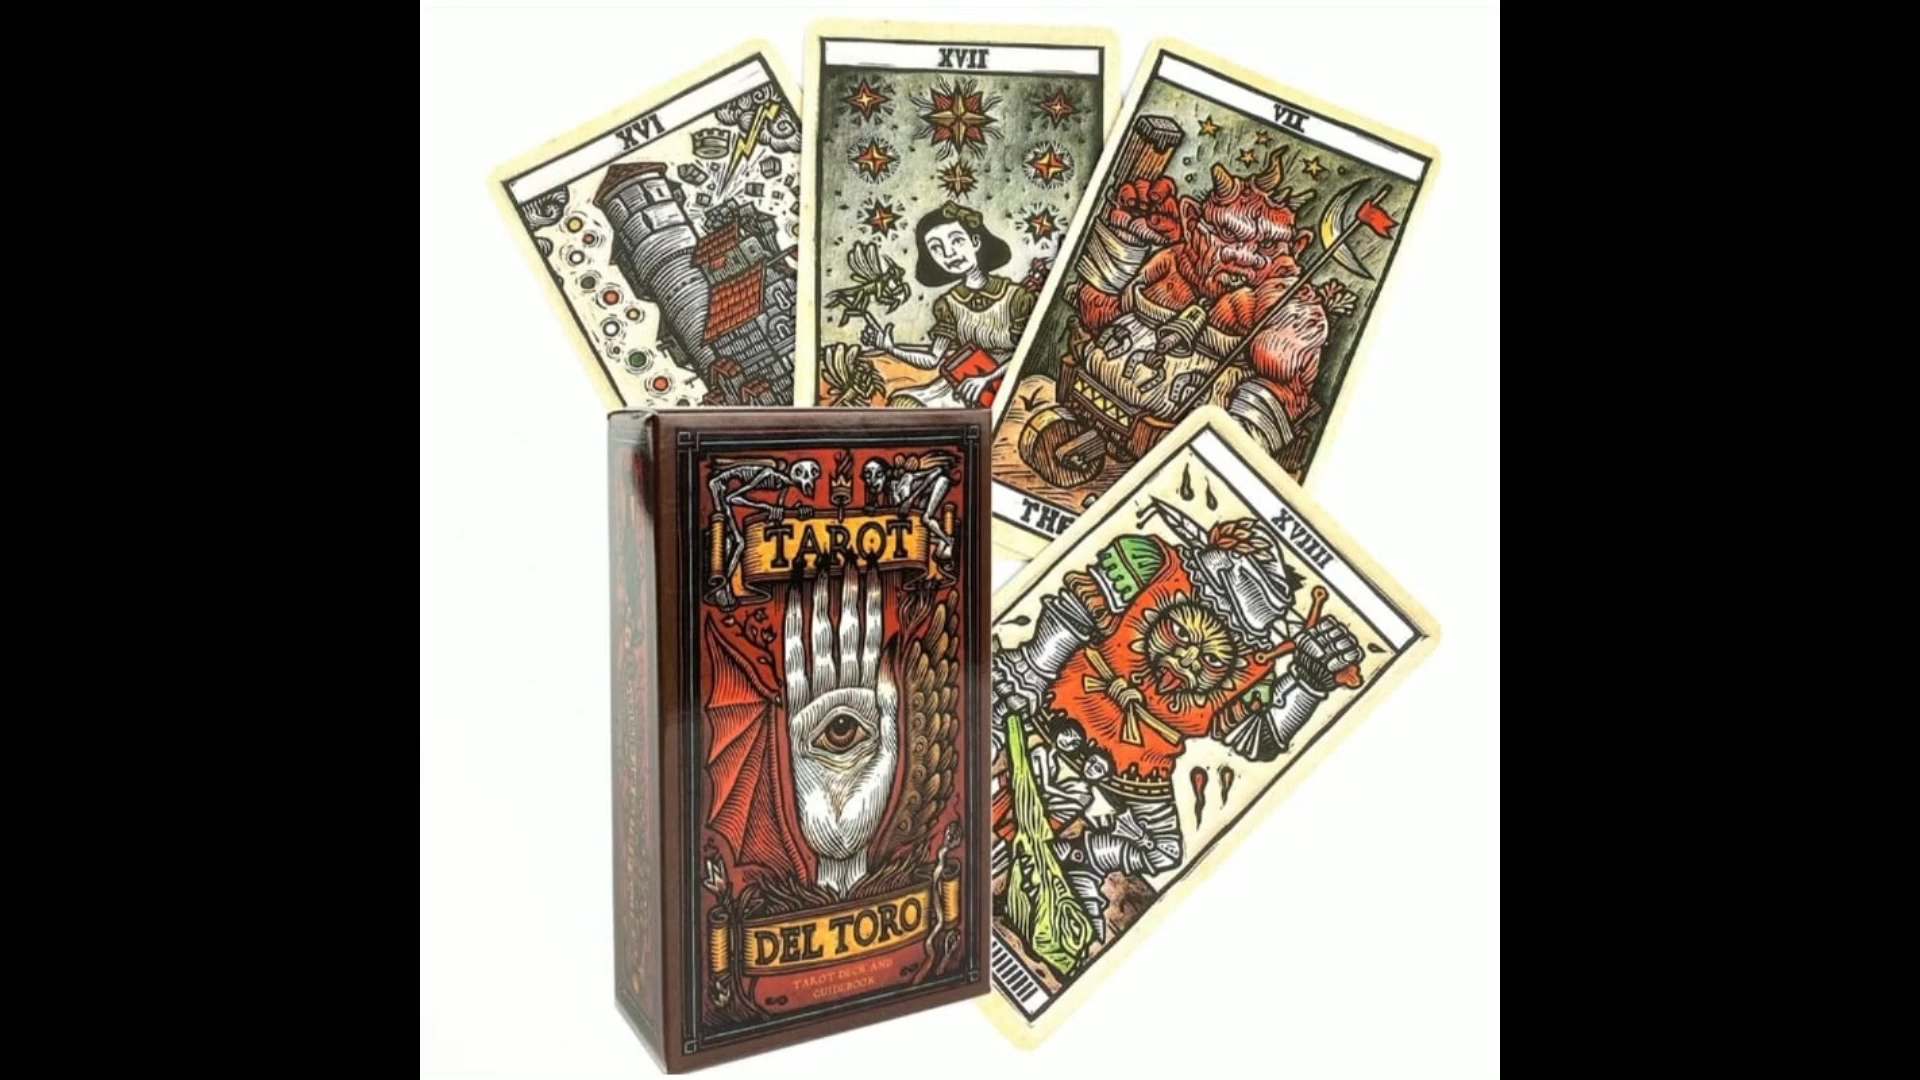 XVI
XVII
VII
THE
XVIIII
TAROT
DEL TORO
TAROT DECK AND
GUIDEBOOK